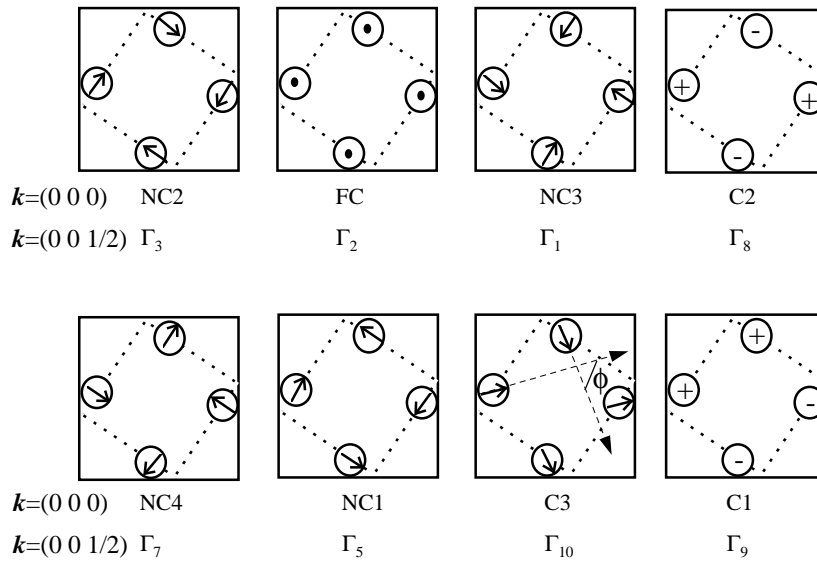 - 
+ + 
- 
k=(0 0 0) NC2 FC NC3 C2
k=(0 0 1/2) Γ₃ Γ₂ Γ₁ Γ₈
+ 
+ ϕ - 
- 
k=(0 0 0) NC4 NC1 C3 C1
k=(0 0 1/2) Γ₇ Γ₅ Γ₁₀ Γ₉